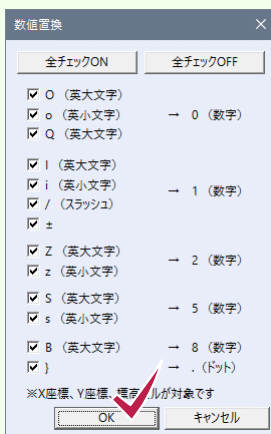 数値置換
全チェックON 全チェックOFF
O （英大文字）
o （英小文字） → 0 （数字）
Q （英大文字）
I （英大文字）
i （英小文字） → 1 （数字）
/ （スラッシュ）
±
Z （英大文字） → 2 （数字）
z （英小文字）
S （英大文字） → 5 （数字）
s （英小文字）
B （英大文字） → 8 （数字）
} → . （ドット）
※X座標、Y座標、標高 ルが対象です
OK キャンセル